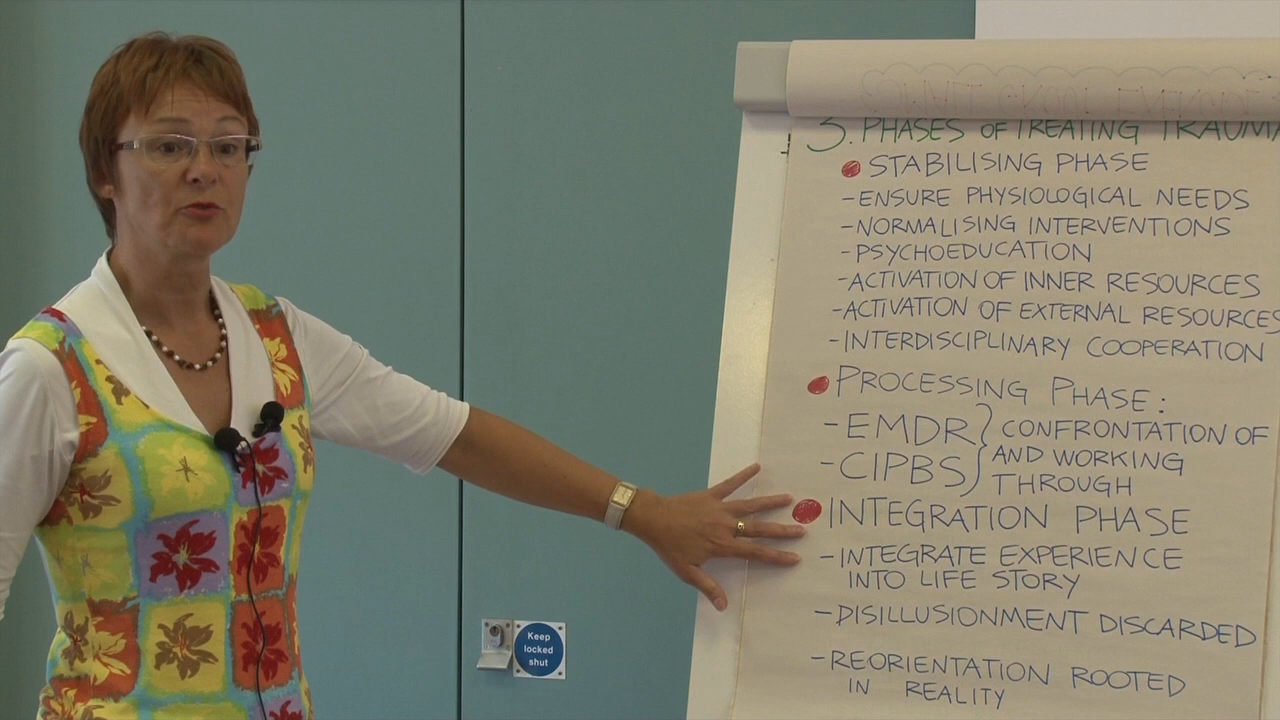 3. PHASES OF TREATING TRAUMA
STABILISING PHASE
-ENSURE PHYSIOLOGICAL NEEDS
-NORMALISING INTERVENTIONS
-PSYCHOEDUCATION
-ACTIVATION OF INNER RESOURCES
-ACTIVATION OF EXTERNAL RESOURCES
-INTERDISCIPLINARY COOPERATION
PROCESSING PHASE:
-EMDR } CONFRONTATION OF
-CIPBS } AND WORKING
THROUGH
INTEGRATION PHASE
-INTEGRATE EXPERIENCE
INTO LIFE STORY
-DISILLUSIONMENT DISCARDED
-REORIENTATION ROOTED
IN REALITY
Keep
locked
shut